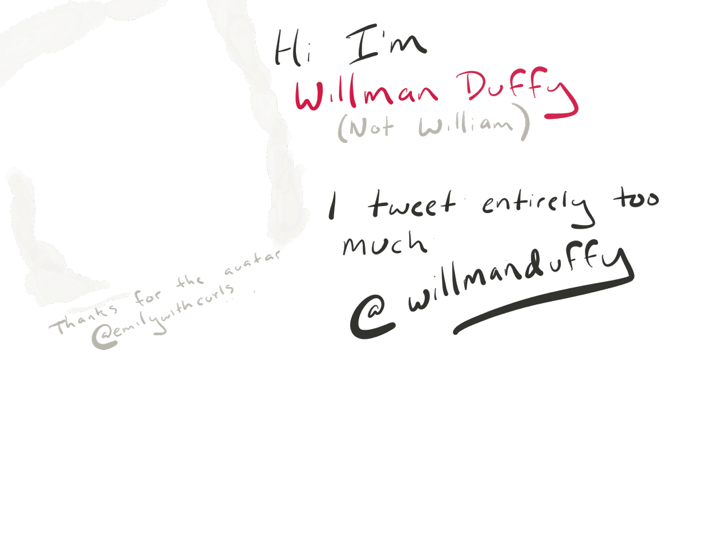 Hi I'm
Willman Duffy
(Not William)
I tweet entirely too
much
@willmanduffy
Thanks for the avatar
@emilywithcurls